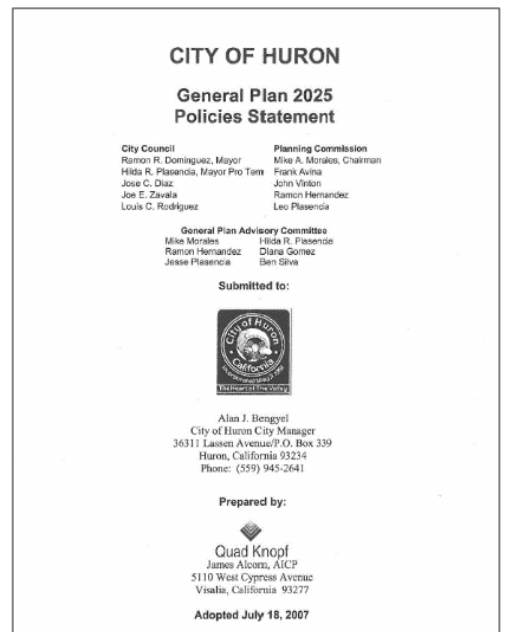 CITY OF HURON
General Plan 2025
Policies Statement
City Council
Ramon R. Dominguez, Mayor
Hilda R. Plasencia, Mayor Pro Tem
Jose C. Diaz
Joe E. Zavala
Louis C. Rodriguez
Planning Commission
Mike A. Morales, Chairman
Frank Avina
John Vinton
Ramon Hernandez
Leo Plasencia
General Plan Advisory Committee
Mike Morales
Ramon Hernandez
Jesse Plasencia
Hilda R. Plasencie
Diana Gomez
Ben Silva
Submitted to:
City of Huron
California
The Heart of The Valley
Alan J. Bengyel
City of Huron City Manager
36311 Lassen Avenue/P.O. Box 339
Huron, California 93234
Phone: (559) 945-2641
Prepared by:
Quad Knopf
James Alcorn, AICP
5110 West Cypress Avenue
Visalia, California 93277
Adopted July 18, 2007